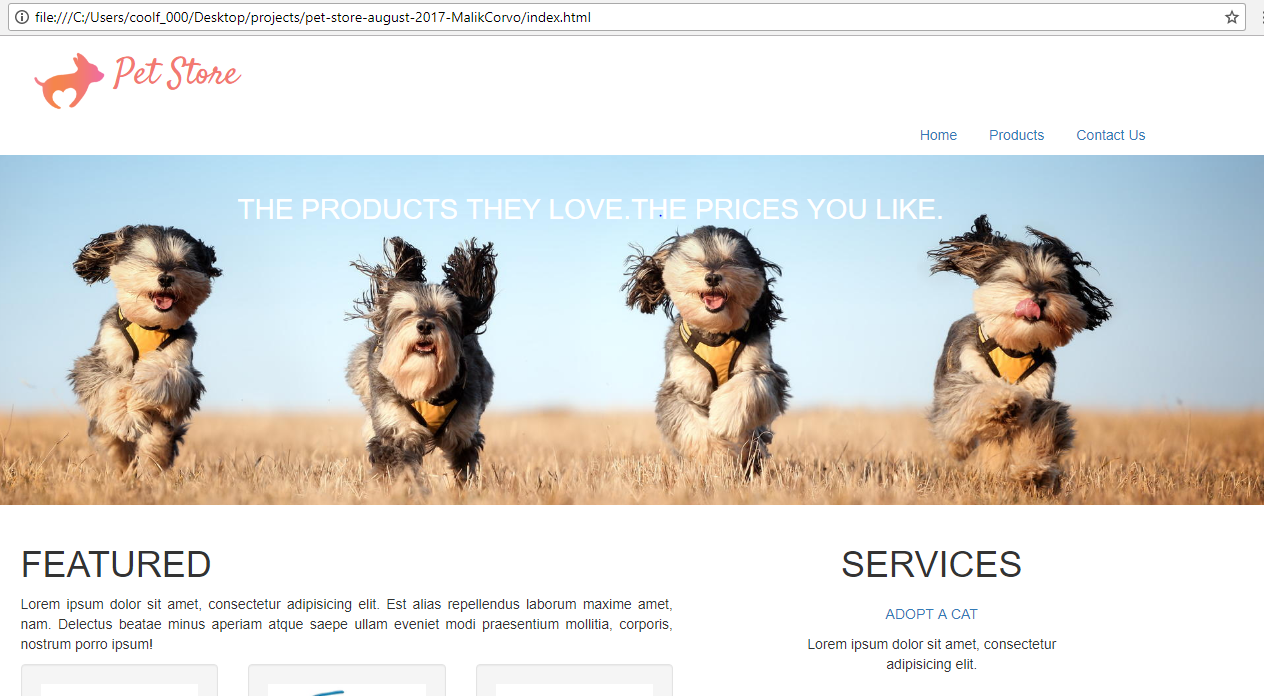 file:///C:/Users/coolf_000/Desktop/projects/pet-store-august-2017-MalikCorvo/index.html
Pet Store
Home Products Contact Us
THE PRODUCTS THEY LOVE.THE PRICES YOU LIKE.
FEATURED
Lorem ipsum dolor sit amet, consectetur adipisicing elit. Est alias repellendus laborum maxime amet,
nam. Delectus beatae minus aperiam atque saepe ullam eveniet modi praesentium mollitia, corporis,
nostrum porro ipsum!
SERVICES
ADOPT A CAT
Lorem ipsum dolor sit amet, consectetur
adipisicing elit.